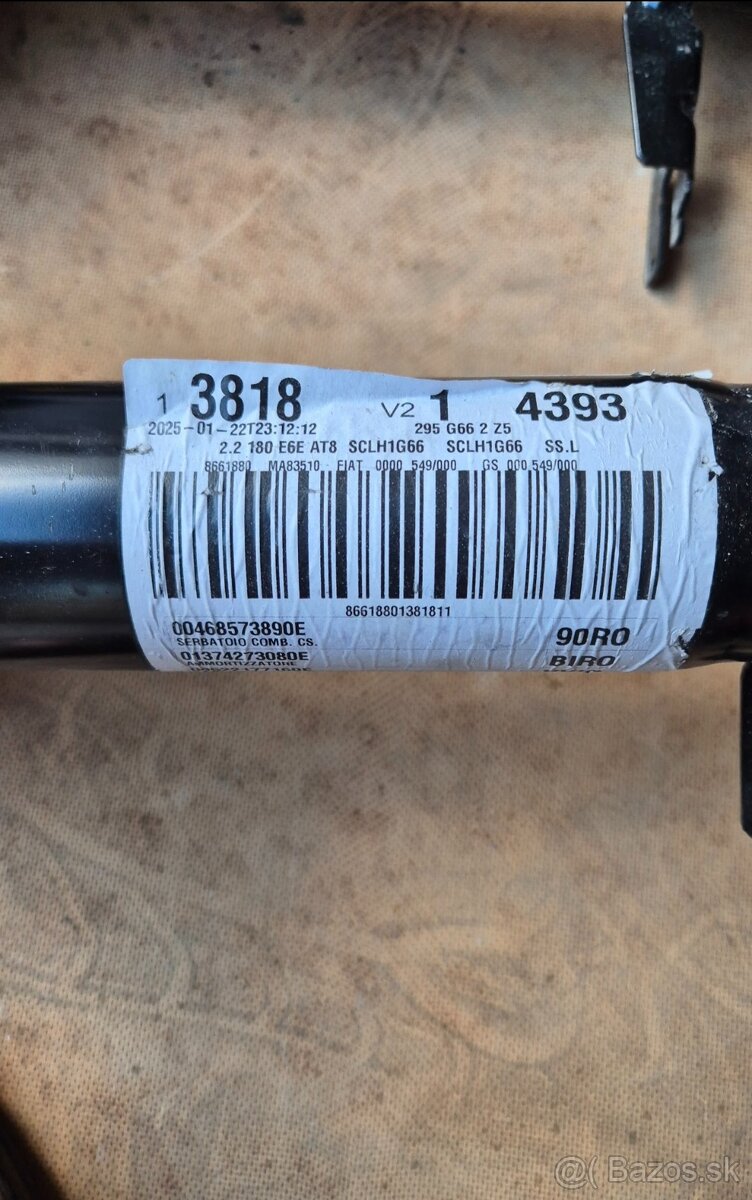 1 3818 V2 1 4393
2025-01-22T23:12:12 295 G66 2 Z5
2.2 180 E6E AT8 SCLH1G66 SCLH1G66 SS.L
8661880 MA83510 FIAT 0000 549/000 GS 000 549/000
86618801381811
00468573890E 90RO
SERBATOIO COMB. CS.
01374273080E BIRO
AMMORTIZZATORE
@( Bazos.sk